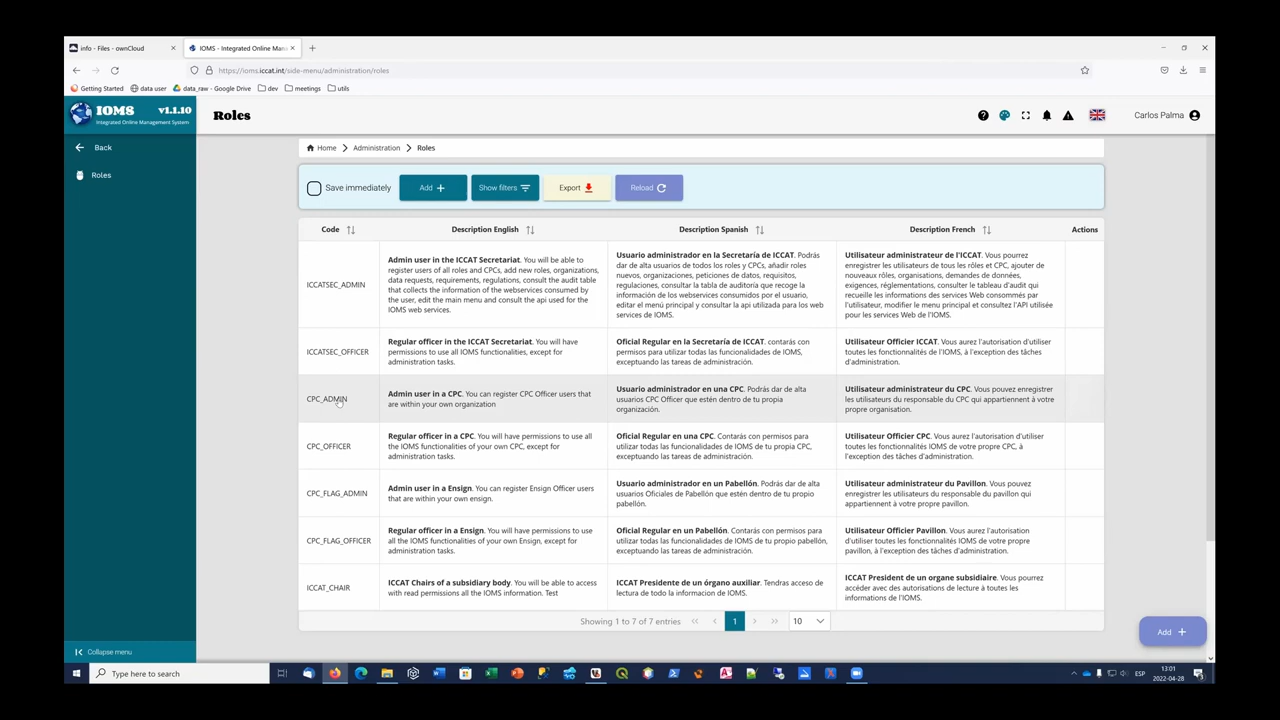 info - Files - ownCloud
IOMS - Integrated Online Man
https://ioms.iccat.int/side-menu/administration/roles
Getting Started
data user
data_raw - Google Drive
dev
meetings
utils
IOMS v1.1.10
Integrated Online Management System
Roles
Carlos Palma
Back
Roles
Home
Administration
Roles
Save immediately
Add +
Show filters
Export
Reload
Code
Description English
Description Spanish
Description French
Actions
ICCATSEC_ADMIN
Admin user in the ICCAT Secretariat. You will be able to
register users of all roles and CPCs, add new roles, organizations,
data requests, requirements, regulations, consult the audit table
that collects the information of the webservices consumed by
the user, edit the main menu and consult the api used for the
IOMS web services.
Usuario administrador en la Secretaría de ICCAT. Podrás
dar de alta usuarios de todos los roles y CPCs, añadir roles
nuevos, organizaciones, peticiones de datos, requisitos,
regulaciones, consultar la tabla de auditoría que recoge la
información de los webservices consumidos por el usuario,
editar el menú principal y consultar la api utilizada para los web
services de IOMS.
Utilisateur administrateur de l'ICCAT. Vous pourrez
enregistrer les utilisateurs de tous les rôles et CPC, ajouter de
nouveaux rôles, organisations, demandes de données,
exigences, réglementations, consulter le tableau d'audit qui
recueille les informations des services Web consommés par
l'utilisateur, modifier le menu principal et consultez l'API utilisée
pour les services Web de l'IOMS.
ICCATSEC_OFFICER
Regular officer in the ICCAT Secretariat. You will have
permissions to use all IOMS functionalities, except for
administration tasks.
Oficial Regular en la Secretaría de ICCAT. contarás con
permisos para utilizar todas las funcionalidades de IOMS,
exceptuando las tareas de administración.
Utilisateur Officier ICCAT. Vous aurez l'autorisation d'utiliser
toutes les fonctionnalités de l'IOMS, à l'exception des tâches
d'administration.
CPC_ADMIN
Admin user in a CPC. You can register CPC Officer users that
are within your own organization
Usuario administrador en una CPC. Podrás dar de alta
usuarios CPC Officer que estén dentro de tu propia
organización.
Utilisateur administrateur du CPC. Vous pouvez enregistrer
les utilisateurs du responsable du CPC qui appartiennent à votre
propre organisation.
CPC_OFFICER
Regular officer in a CPC. You will have permissions to use all
the IOMS functionalities of your own CPC, except for
administration tasks.
Oficial Regular en una CPC. Contarás con permisos para
utilizar todas las funcionalidades de IOMS de tu propia CPC,
exceptuando las tareas de administración.
Utilisateur Officier CPC. Vous aurez l'autorisation d'utiliser
toutes les fonctionnalités IOMS de votre propre CPC, à
l'exception des tâches d'administration.
CPC_FLAG_ADMIN
Admin user in a Ensign. You can register Ensign Officer users
that are within your own ensign.
Usuario administrador en un Pabellón. Podrás dar de alta
usuarios Oficiales de Pabellón que estén dentro de tu propio
pabellón.
Utilisateur administrateur du Pavillon. Vous pouvez
enregistrer les utilisateurs du responsable du pavillon qui
appartiennent à votre propre pavillon.
CPC_FLAG_OFFICER
Regular officer in a Ensign. You will have permissions to use
all the IOMS functionalities of your own Ensign, except for
administration tasks.
Oficial Regular en un Pabellón. Contarás con permisos para
utilizar todas las funcionalidades de IOMS de tu propio pabellón,
exceptuando las tareas de administración.
Utilisateur Officier Pavillon. Vous aurez l'autorisation
d'utiliser toutes les fonctionnalités IOMS de votre propre
pavillon, à l'exception des tâches d'administration.
ICCAT_CHAIR
ICCAT Chairs of a subsidiary body. You will be able to access
with read permissions all the IOMS information. Test
ICCAT Presidente de un órgano auxiliar. Tendras acceso de
lectura de todo la informacion de IOMS.
ICCAT President de un organe subsidiaire. Vous pourrez
accéder avec des autorisations de lecture à toutes les
informations de l'IOMS.
Showing 1 to 7 of 7 entries
1
10
Add +
Collapse menu
Type here to search
ESP
13:01
2022-04-28